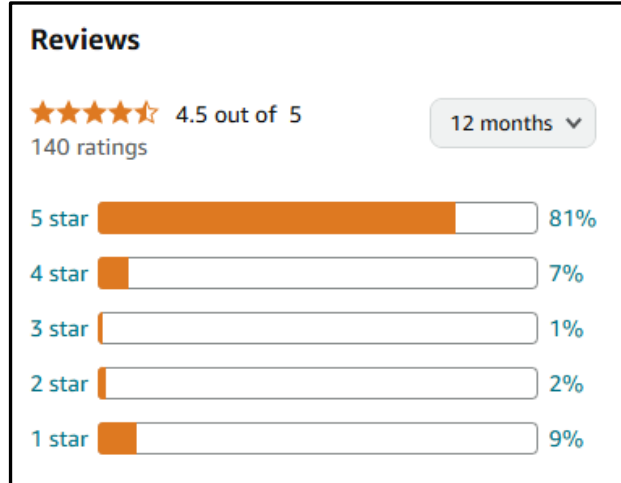 Reviews
4.5 out of 5
12 months
140 ratings
5 star 81%
4 star 7%
3 star 1%
2 star 2%
1 star 9%